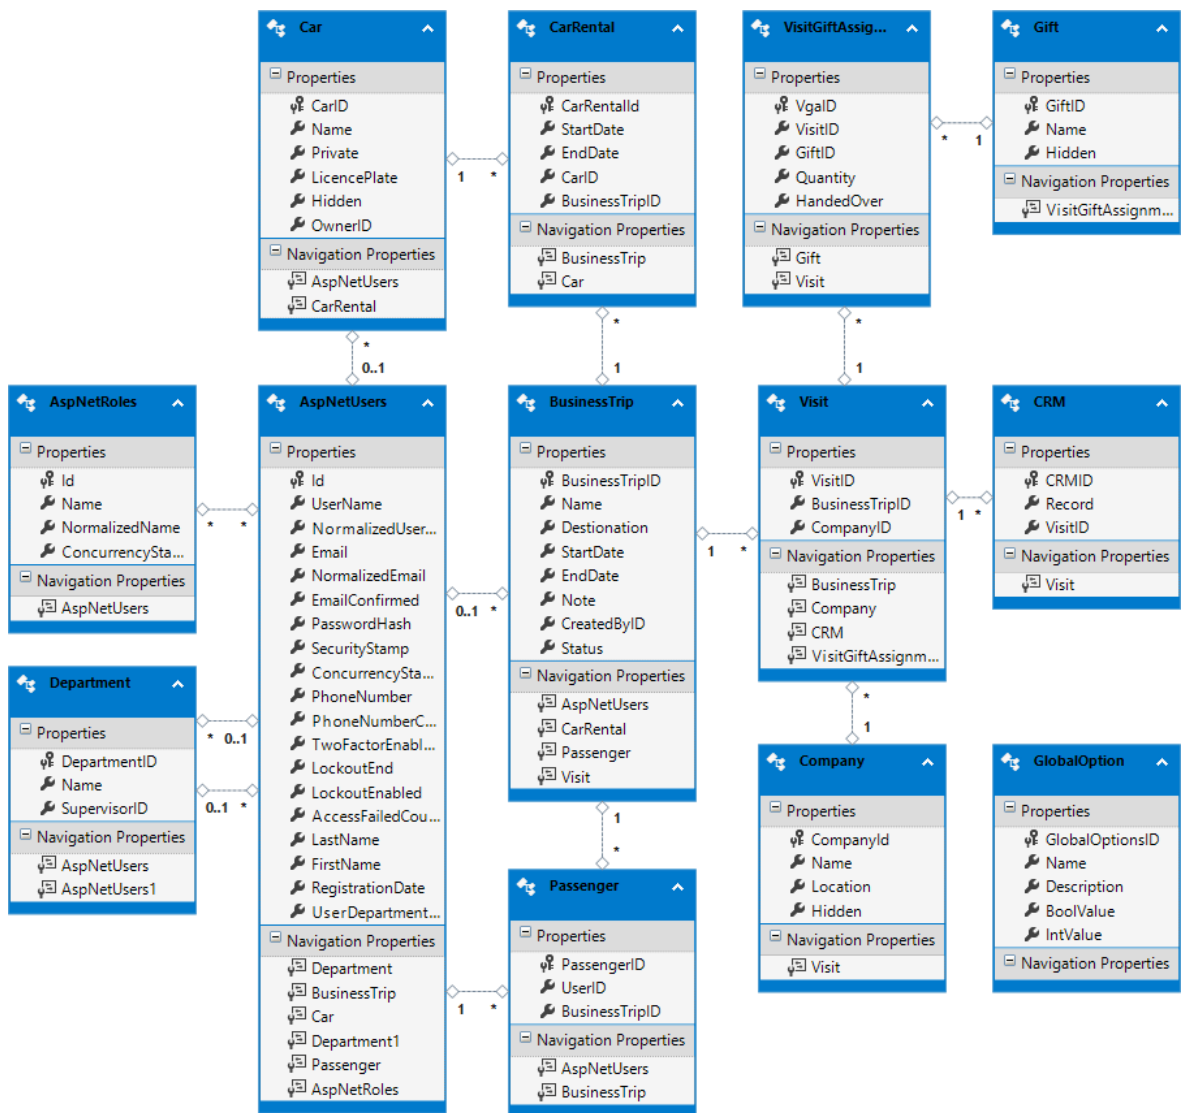 Car
Properties
CarID
Name
Private
LicencePlate
Hidden
OwnerID
Navigation Properties
AspNetUsers
CarRental
CarRental
Properties
CarRentalId
StartDate
EndDate
CarID
BusinessTripID
Navigation Properties
BusinessTrip
Car
VisitGiftAssig...
Properties
VgaID
VisitID
GiftID
Quantity
HandedOver
Navigation Properties
Gift
Visit
Gift
Properties
GiftID
Name
Hidden
Navigation Properties
VisitGiftAssignm...
1 *
* 1
*
0..1
*
1
*
1
AspNetRoles
Properties
Id
Name
NormalizedName
ConcurrencySta...
Navigation Properties
AspNetUsers
* *
Department
Properties
DepartmentID
Name
SupervisorID
Navigation Properties
AspNetUsers
AspNetUsers1
* 0..1
0..1 *
AspNetUsers
Properties
Id
UserName
NormalizedUser...
Email
NormalizedEmail
EmailConfirmed
PasswordHash
SecurityStamp
ConcurrencySta...
PhoneNumber
PhoneNumberC...
TwoFactorEnabl...
LockoutEnd
LockoutEnabled
AccessFailedCou...
LastName
FirstName
RegistrationDate
UserDepartment...
Navigation Properties
Department
BusinessTrip
Car
Department1
Passenger
AspNetRoles
0..1 *
1 *
BusinessTrip
Properties
BusinessTripID
Name
Destionation
StartDate
EndDate
Note
CreatedByID
Status
Navigation Properties
AspNetUsers
CarRental
Passenger
Visit
1 *
1
*
Passenger
Properties
PassengerID
UserID
BusinessTripID
Navigation Properties
AspNetUsers
BusinessTrip
Visit
Properties
VisitID
BusinessTripID
CompanyID
Navigation Properties
BusinessTrip
Company
CRM
VisitGiftAssignm...
1 *
*
1
CRM
Properties
CRMID
Record
VisitID
Navigation Properties
Visit
Company
Properties
CompanyId
Name
Location
Hidden
Navigation Properties
Visit
GlobalOption
Properties
GlobalOptionsID
Name
Description
BoolValue
IntValue
Navigation Properties